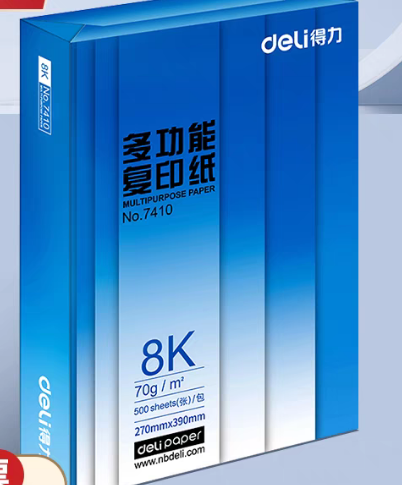 deli得力
8K No.7410
多功能
复印纸
MULTIPURPOSE PAPER
No.7410
8K
70g / m²
500 sheets(张)/包
270mmx390mm
deli paper
www.nbdeli.com
deli得力